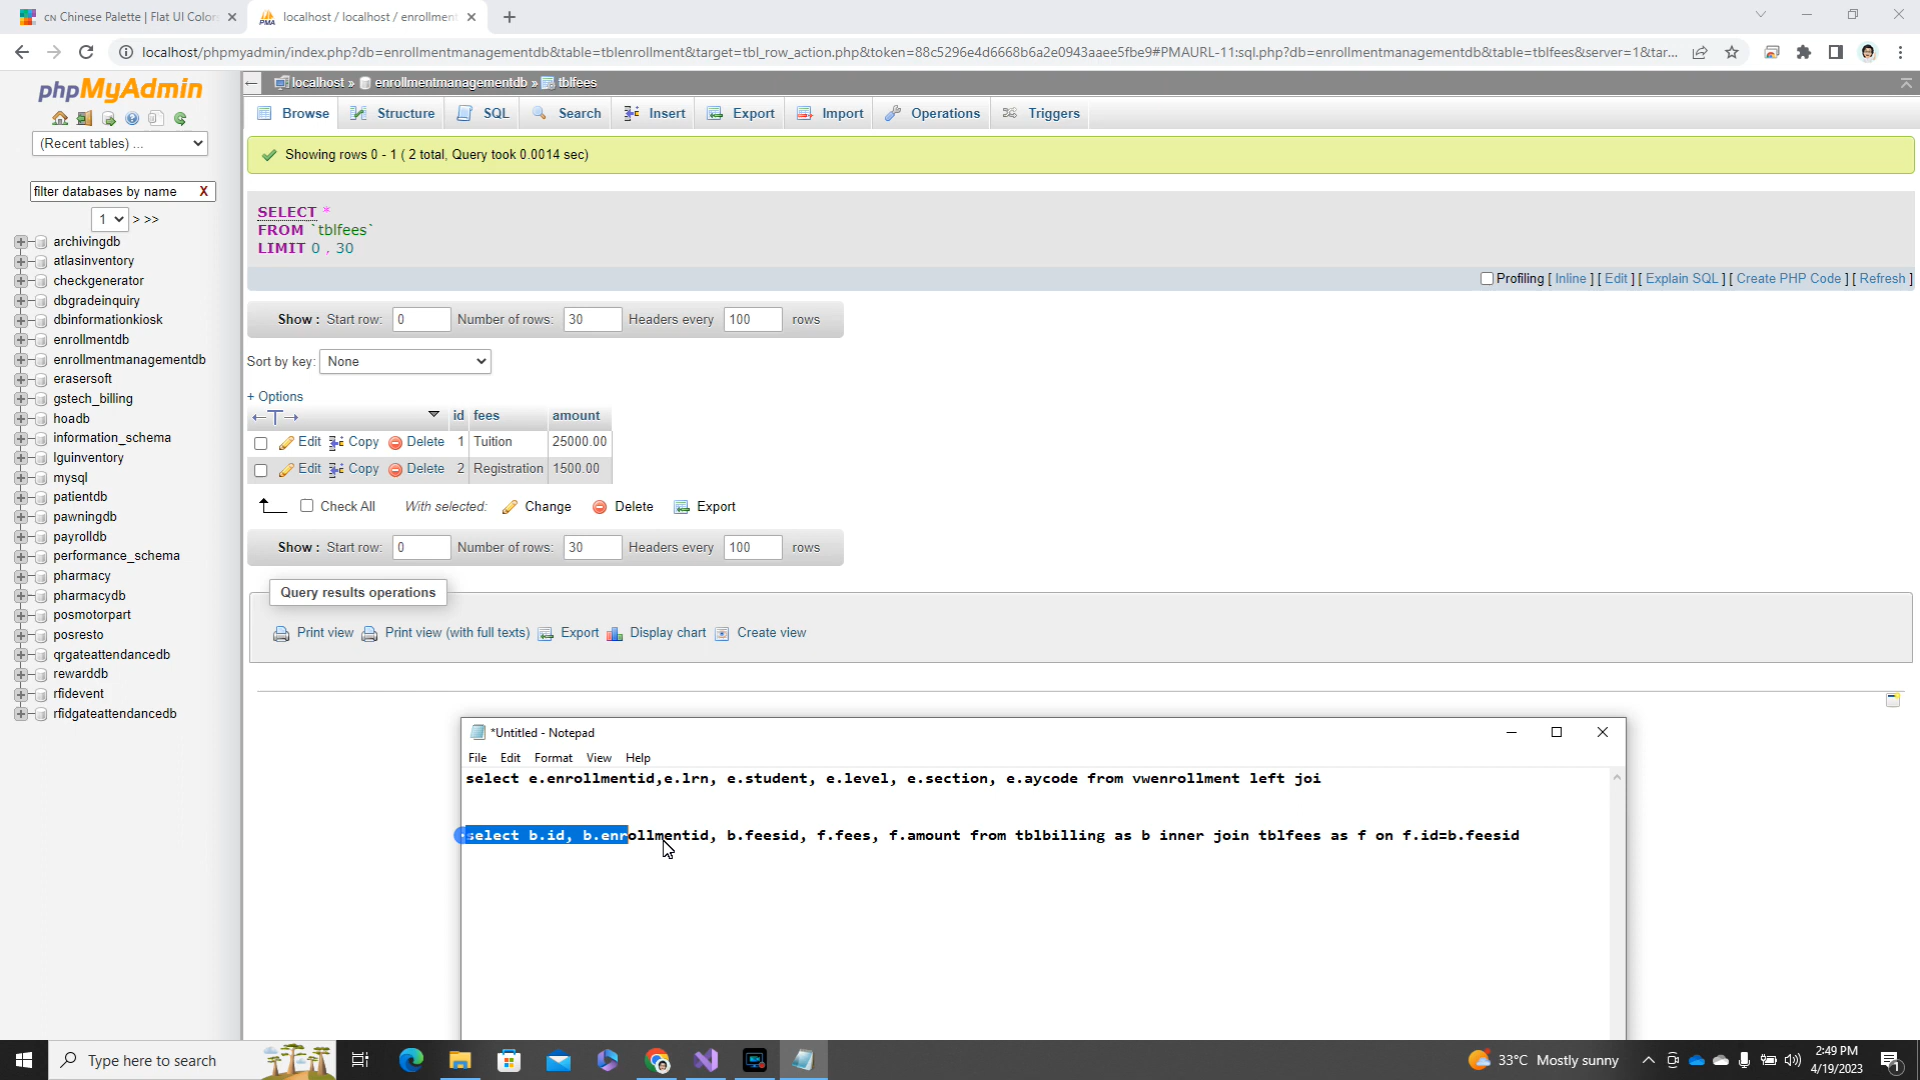 CN Chinese Palette | Flat UI Color
localhost / localhost / enrollment
localhost/phpmyadmin/index.php?db=enrollmentmanagementdb&table=tblenrollment&target=tbl_row_action.php&token=88c5296e4d6668b6a2e0943aaee5fbe9#PMAURL-11:sql.php?db=enrollmentmanagementdb&table=tblfees&server=1&tar...
phpMyAdmin
(Recent tables) ...
filter databases by name X
1 > >>
archivingdb
atlasinventory
checkgenerator
dbgradeinquiry
dbinformationkiosk
enrollmentdb
enrollmentmanagementdb
erasersoft
gstech_billing
hoadb
information_schema
lguinventory
mysql
patientdb
pawningdb
payrolldb
performance_schema
pharmacy
pharmacydb
posmotorpart
posresto
qrgateattendancedb
rewarddb
rfidevent
rfidgateattendancedb
localhost » enrollmentmanagementdb » tblfees
Browse Structure SQL Search Insert Export Import Operations Triggers
Showing rows 0 - 1 ( 2 total, Query took 0.0014 sec)
SELECT *
FROM `tblfees`
LIMIT 0 , 30
Profiling [ Inline ] [ Edit ] [ Explain SQL ] [ Create PHP Code ] [ Refresh ]
Show : Start row: 0 Number of rows: 30 Headers every 100 rows
Sort by key: None
+ Options
←T→ id fees amount
Edit Copy Delete 1 Tuition 25000.00
Edit Copy Delete 2 Registration 1500.00
Check All With selected: Change Delete Export
Show : Start row: 0 Number of rows: 30 Headers every 100 rows
Query results operations
Print view Print view (with full texts) Export Display chart Create view
*Untitled - Notepad
File Edit Format View Help
select e.enrollmentid,e.lrn, e.student, e.level, e.section, e.aycode from vwenrollment left joi
select b.id, b.enrollmentid, b.feesid, f.fees, f.amount from tblbilling as b inner join tblfees as f on f.id=b.feesid
Type here to search
33°C Mostly sunny
2:49 PM
4/19/2023
1